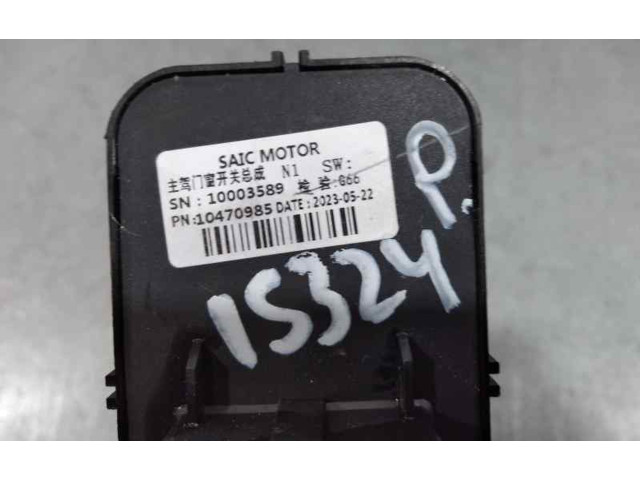 SAIC MOTOR
主驾门窗开关总成 N1 SW:
SN:10003589 检 验:G66
PN:10470985 DATE:2023-05-22
P.
1S324